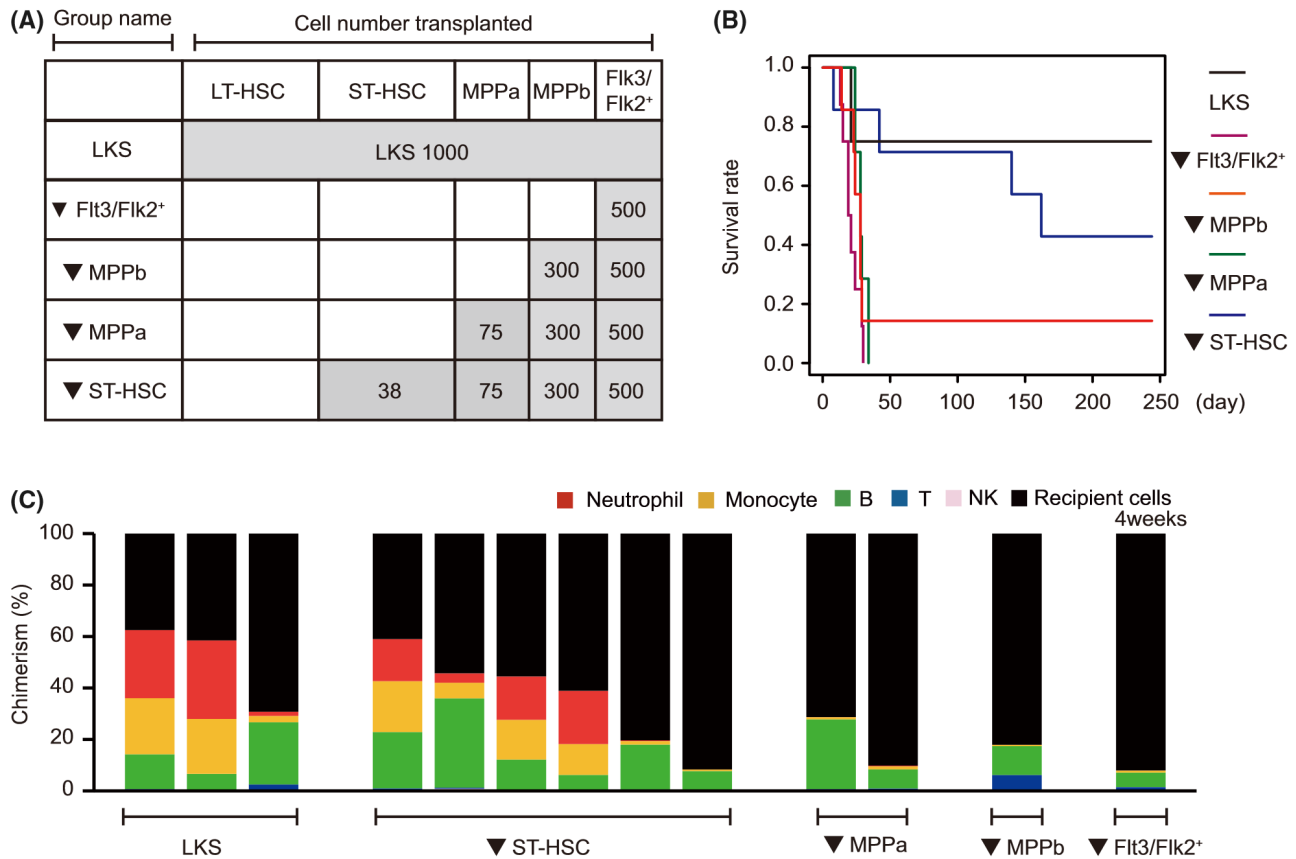 (A)
Group name
Cell number transplanted
LT-HSC ST-HSC MPPa MPPb Flk3/
Flk2⁺
LKS LKS 1000
▼ Flt3/Flk2⁺ 500
▼ MPPb 300 500
▼ MPPa 75 300 500
▼ ST-HSC 38 75 300 500
(B)
Survival rate
1.0
0.8
0.6
0.4
0.2
0.0
0 50 100 150 200 250 (day)
LKS
▼ Flt3/Flk2⁺
▼ MPPb
▼ MPPa
▼ ST-HSC
(C)
Neutrophil Monocyte B T NK Recipient cells
4weeks
Chimerism (%)
100
80
60
40
20
0
LKS ▼ ST-HSC ▼ MPPa ▼ MPPb ▼ Flt3/Flk2⁺